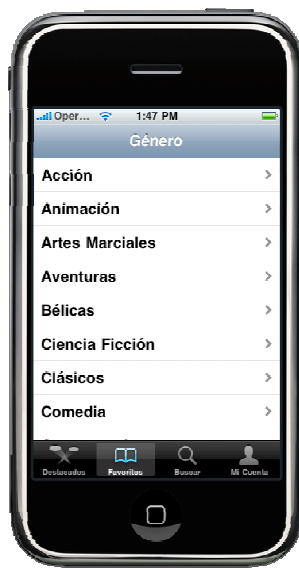 Oper... 1:47 PM
Género
Acción
Animación
Artes Marciales
Aventuras
Bélicas
Ciencia Ficción
Clásicos
Comedia
Destacados Favoritos Buscar Mi Cuenta